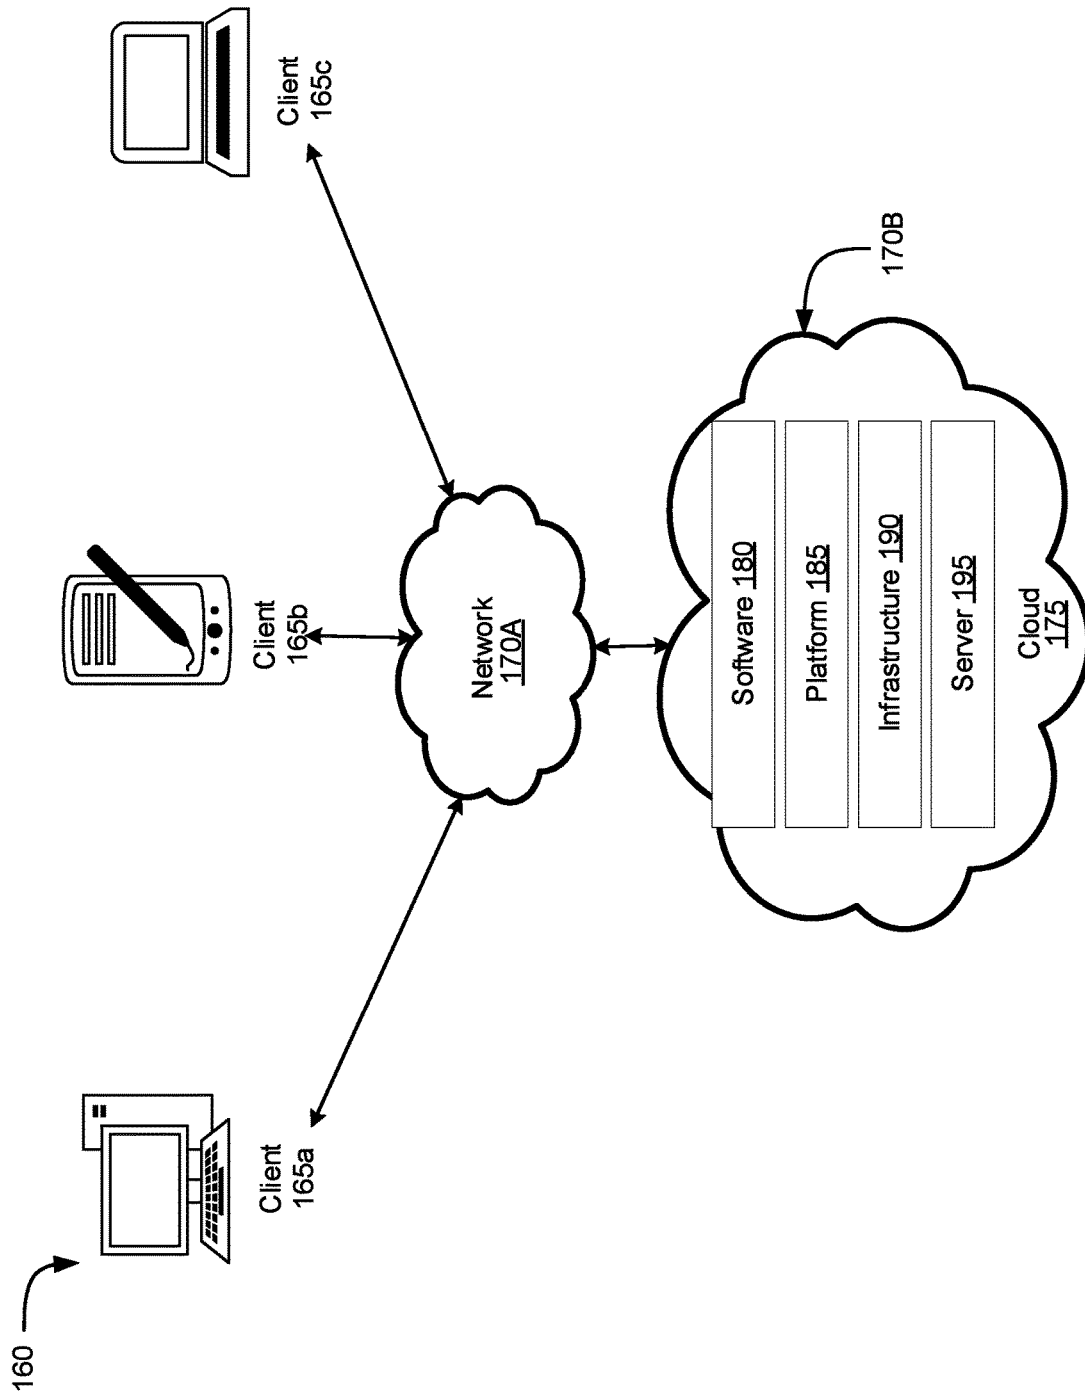 160
Client
165a
Client
165b
Client
165c
Network
170A
170B
Software 180
Platform 185
Infrastructure 190
Server 195
Cloud
175